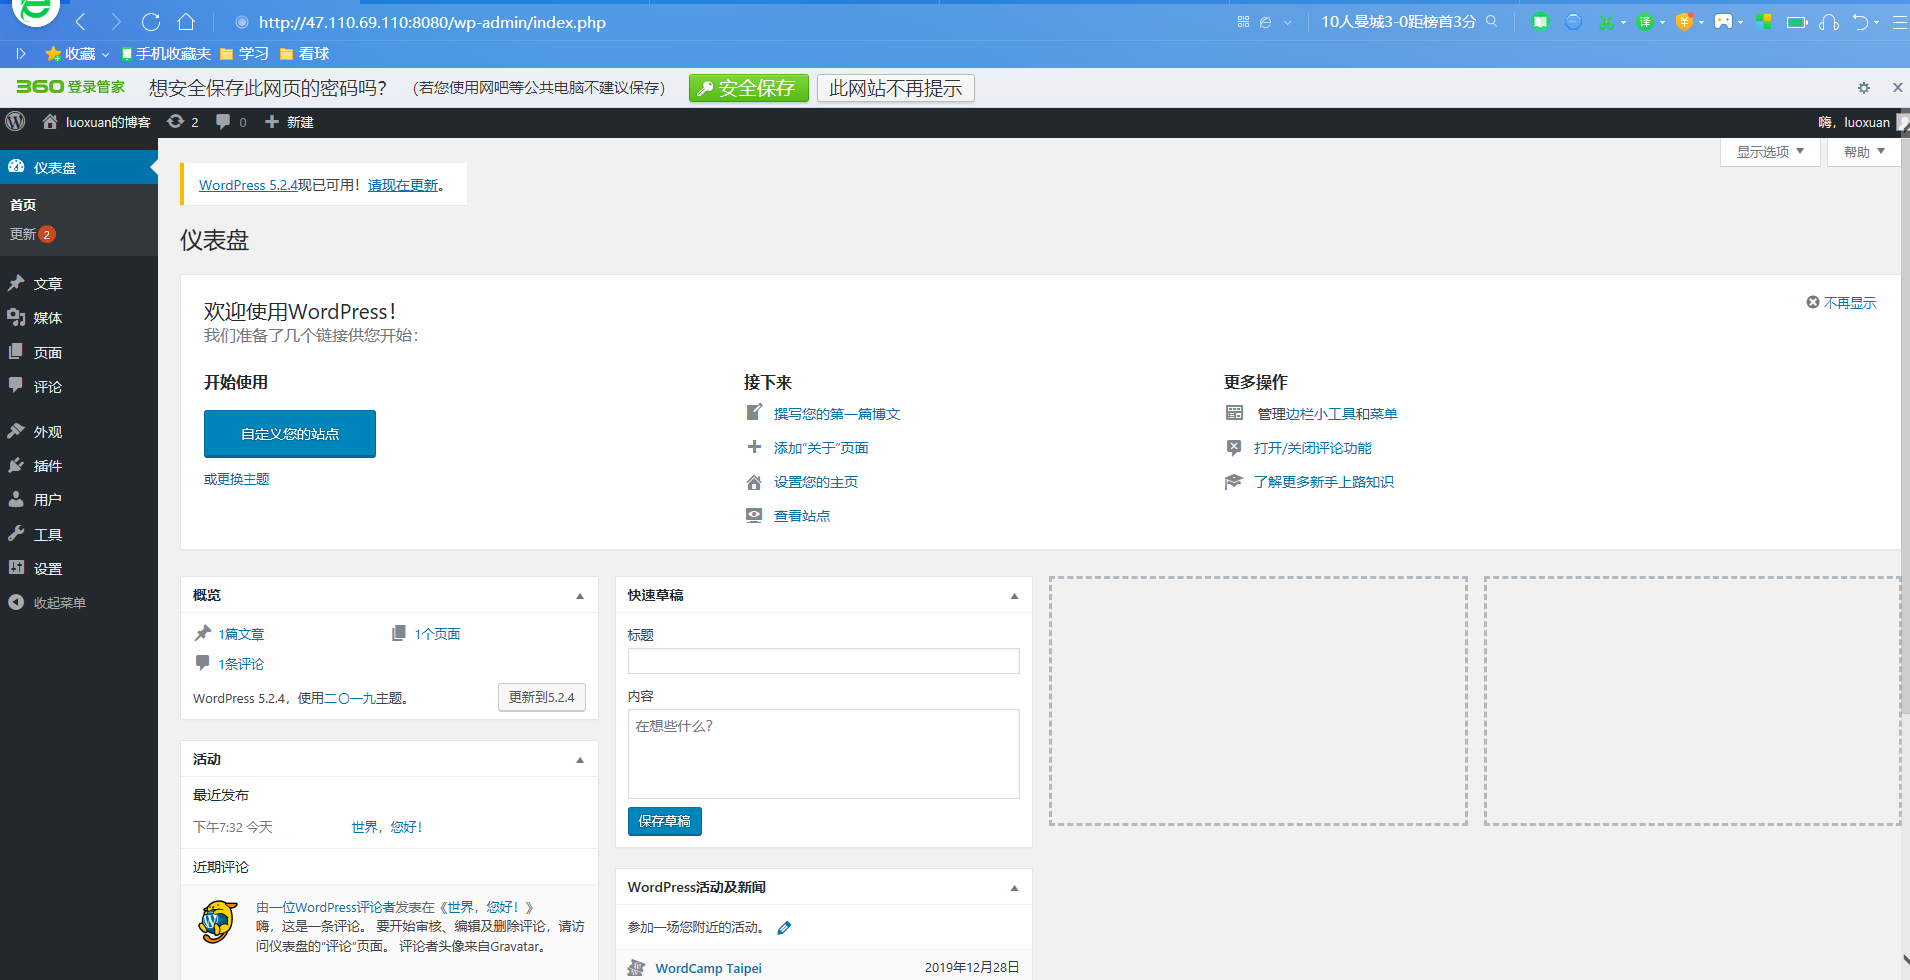 http://47.110.69.110:8080/wp-admin/index.php
10人曼城3-0距榜首3分
译
收藏
手机收藏夹
学习
看球
360登录管家
想安全保存此网页的密码吗?
（若您使用网吧等公共电脑不建议保存）
安全保存
此网站不再提示
luoxuan的博客
2
0
新建
嗨，luoxuan
仪表盘
首页
更新 2
文章
媒体
页面
评论
外观
插件
用户
工具
设置
收起菜单
显示选项
帮助
WordPress 5.2.4现已可用！请现在更新。
仪表盘
欢迎使用WordPress！
我们准备了几个链接供您开始：
不再显示
开始使用
自定义您的站点
或更换主题
接下来
撰写您的第一篇博文
添加“关于”页面
设置您的主页
查看站点
更多操作
管理边栏小工具和菜单
打开/关闭评论功能
了解更多新手上路知识
概览
1篇文章
1个页面
1条评论
WordPress 5.2.4，使用二〇一九主题。
更新到5.2.4
活动
最近发布
下午7:32 今天
世界，您好！
近期评论
由一位WordPress评论者发表在《世界，您好！》
嗨，这是一条评论。 要开始审核、编辑及删除评论，请访
问仪表盘的“评论”页面。 评论者头像来自Gravatar。
快速草稿
标题
内容
在想些什么？
保存草稿
WordPress活动及新闻
参加一场您附近的活动。
WordCamp Taipei
2019年12月28日